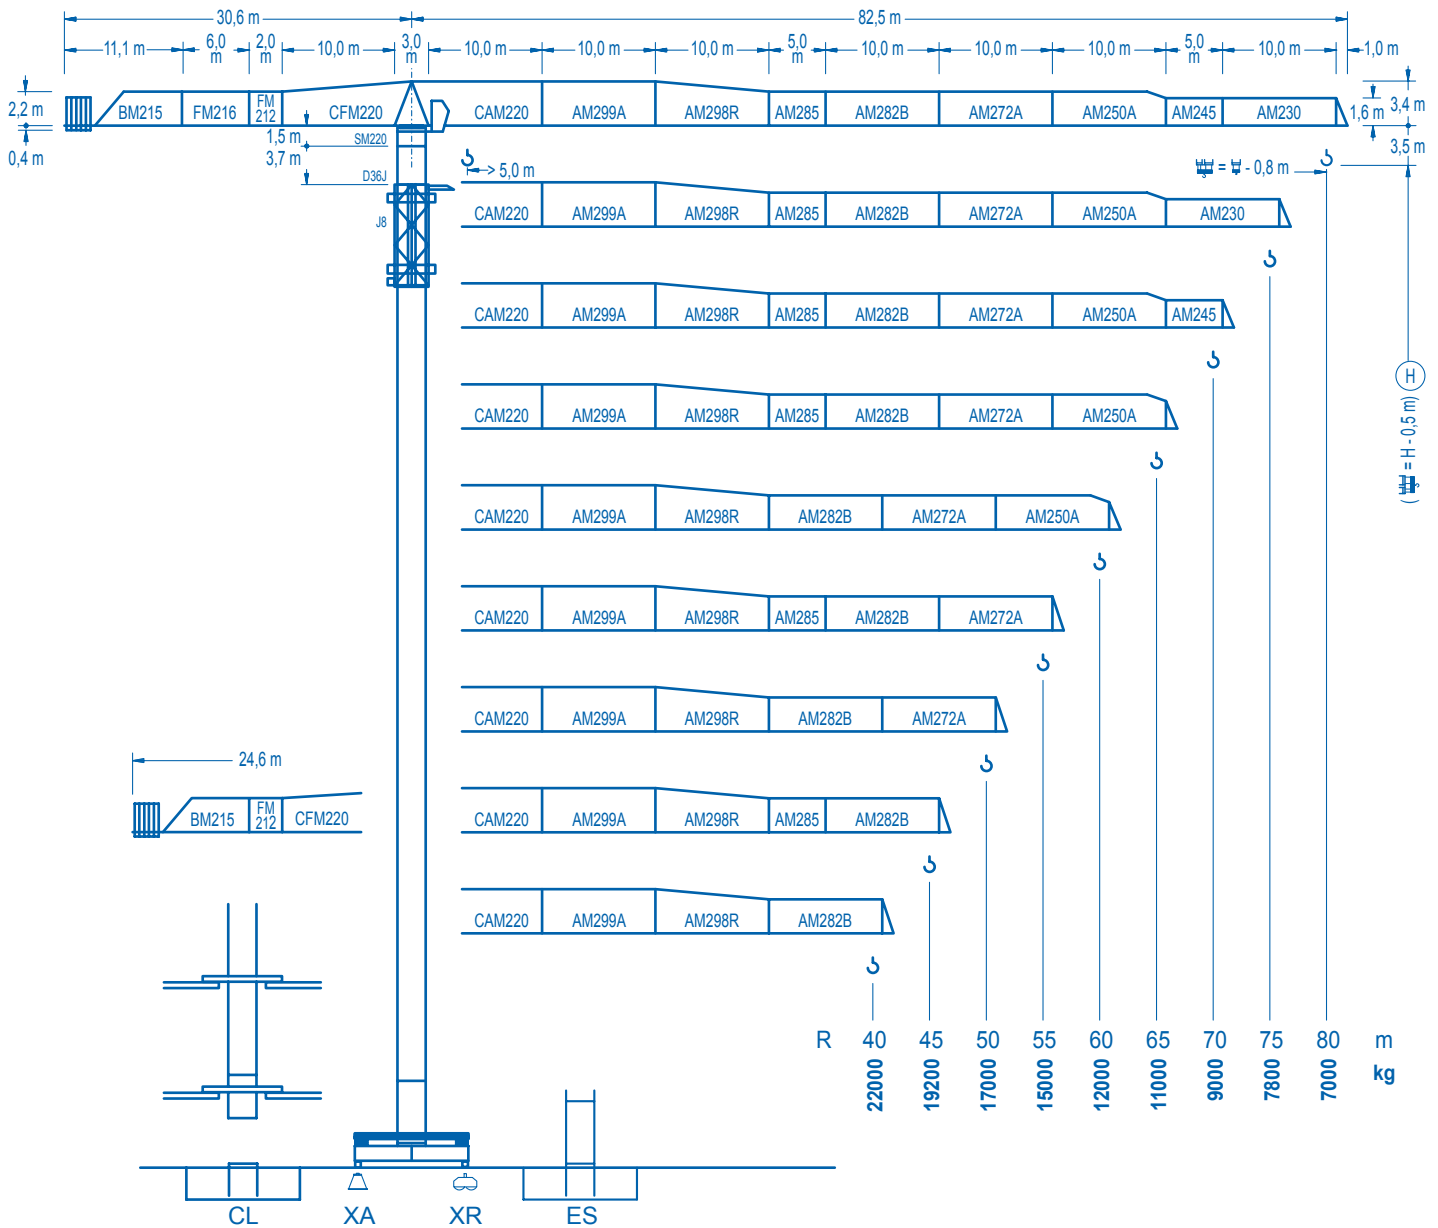 30,6 m 82,5 m
11,1 m 6,0 m 2,0 m 10,0 m 3,0 m 10,0 m 10,0 m 10,0 m 5,0 m 10,0 m 10,0 m 10,0 m 5,0 m 10,0 m 1,0 m
2,2 m BM215 FM216 FM 212 CFM220 CAM220 AM299A AM298R AM285 AM282B AM272A AM250A AM245 AM230 1,6 m 3,4 m
0,4 m 1,5 m SM220 3,5 m
3,7 m > 5,0 m = - 0,8 m
D36J
J8 CAM220 AM299A AM298R AM285 AM282B AM272A AM250A AM230
CAM220 AM299A AM298R AM285 AM282B AM272A AM250A AM245
H
( = H - 0,5 m)
CAM220 AM299A AM298R AM285 AM282B AM272A AM250A
CAM220 AM299A AM298R AM282B AM272A AM250A
CAM220 AM299A AM298R AM285 AM282B AM272A
CAM220 AM299A AM298R AM282B AM272A
24,6 m
BM215 FM 212 CFM220 CAM220 AM299A AM298R AM285 AM282B
CAM220 AM299A AM298R AM282B
R 40 45 50 55 60 65 70 75 80 m
22000 19200 17000 15000 12000 11000 9000 7800 7000 kg
CL XA XR ES